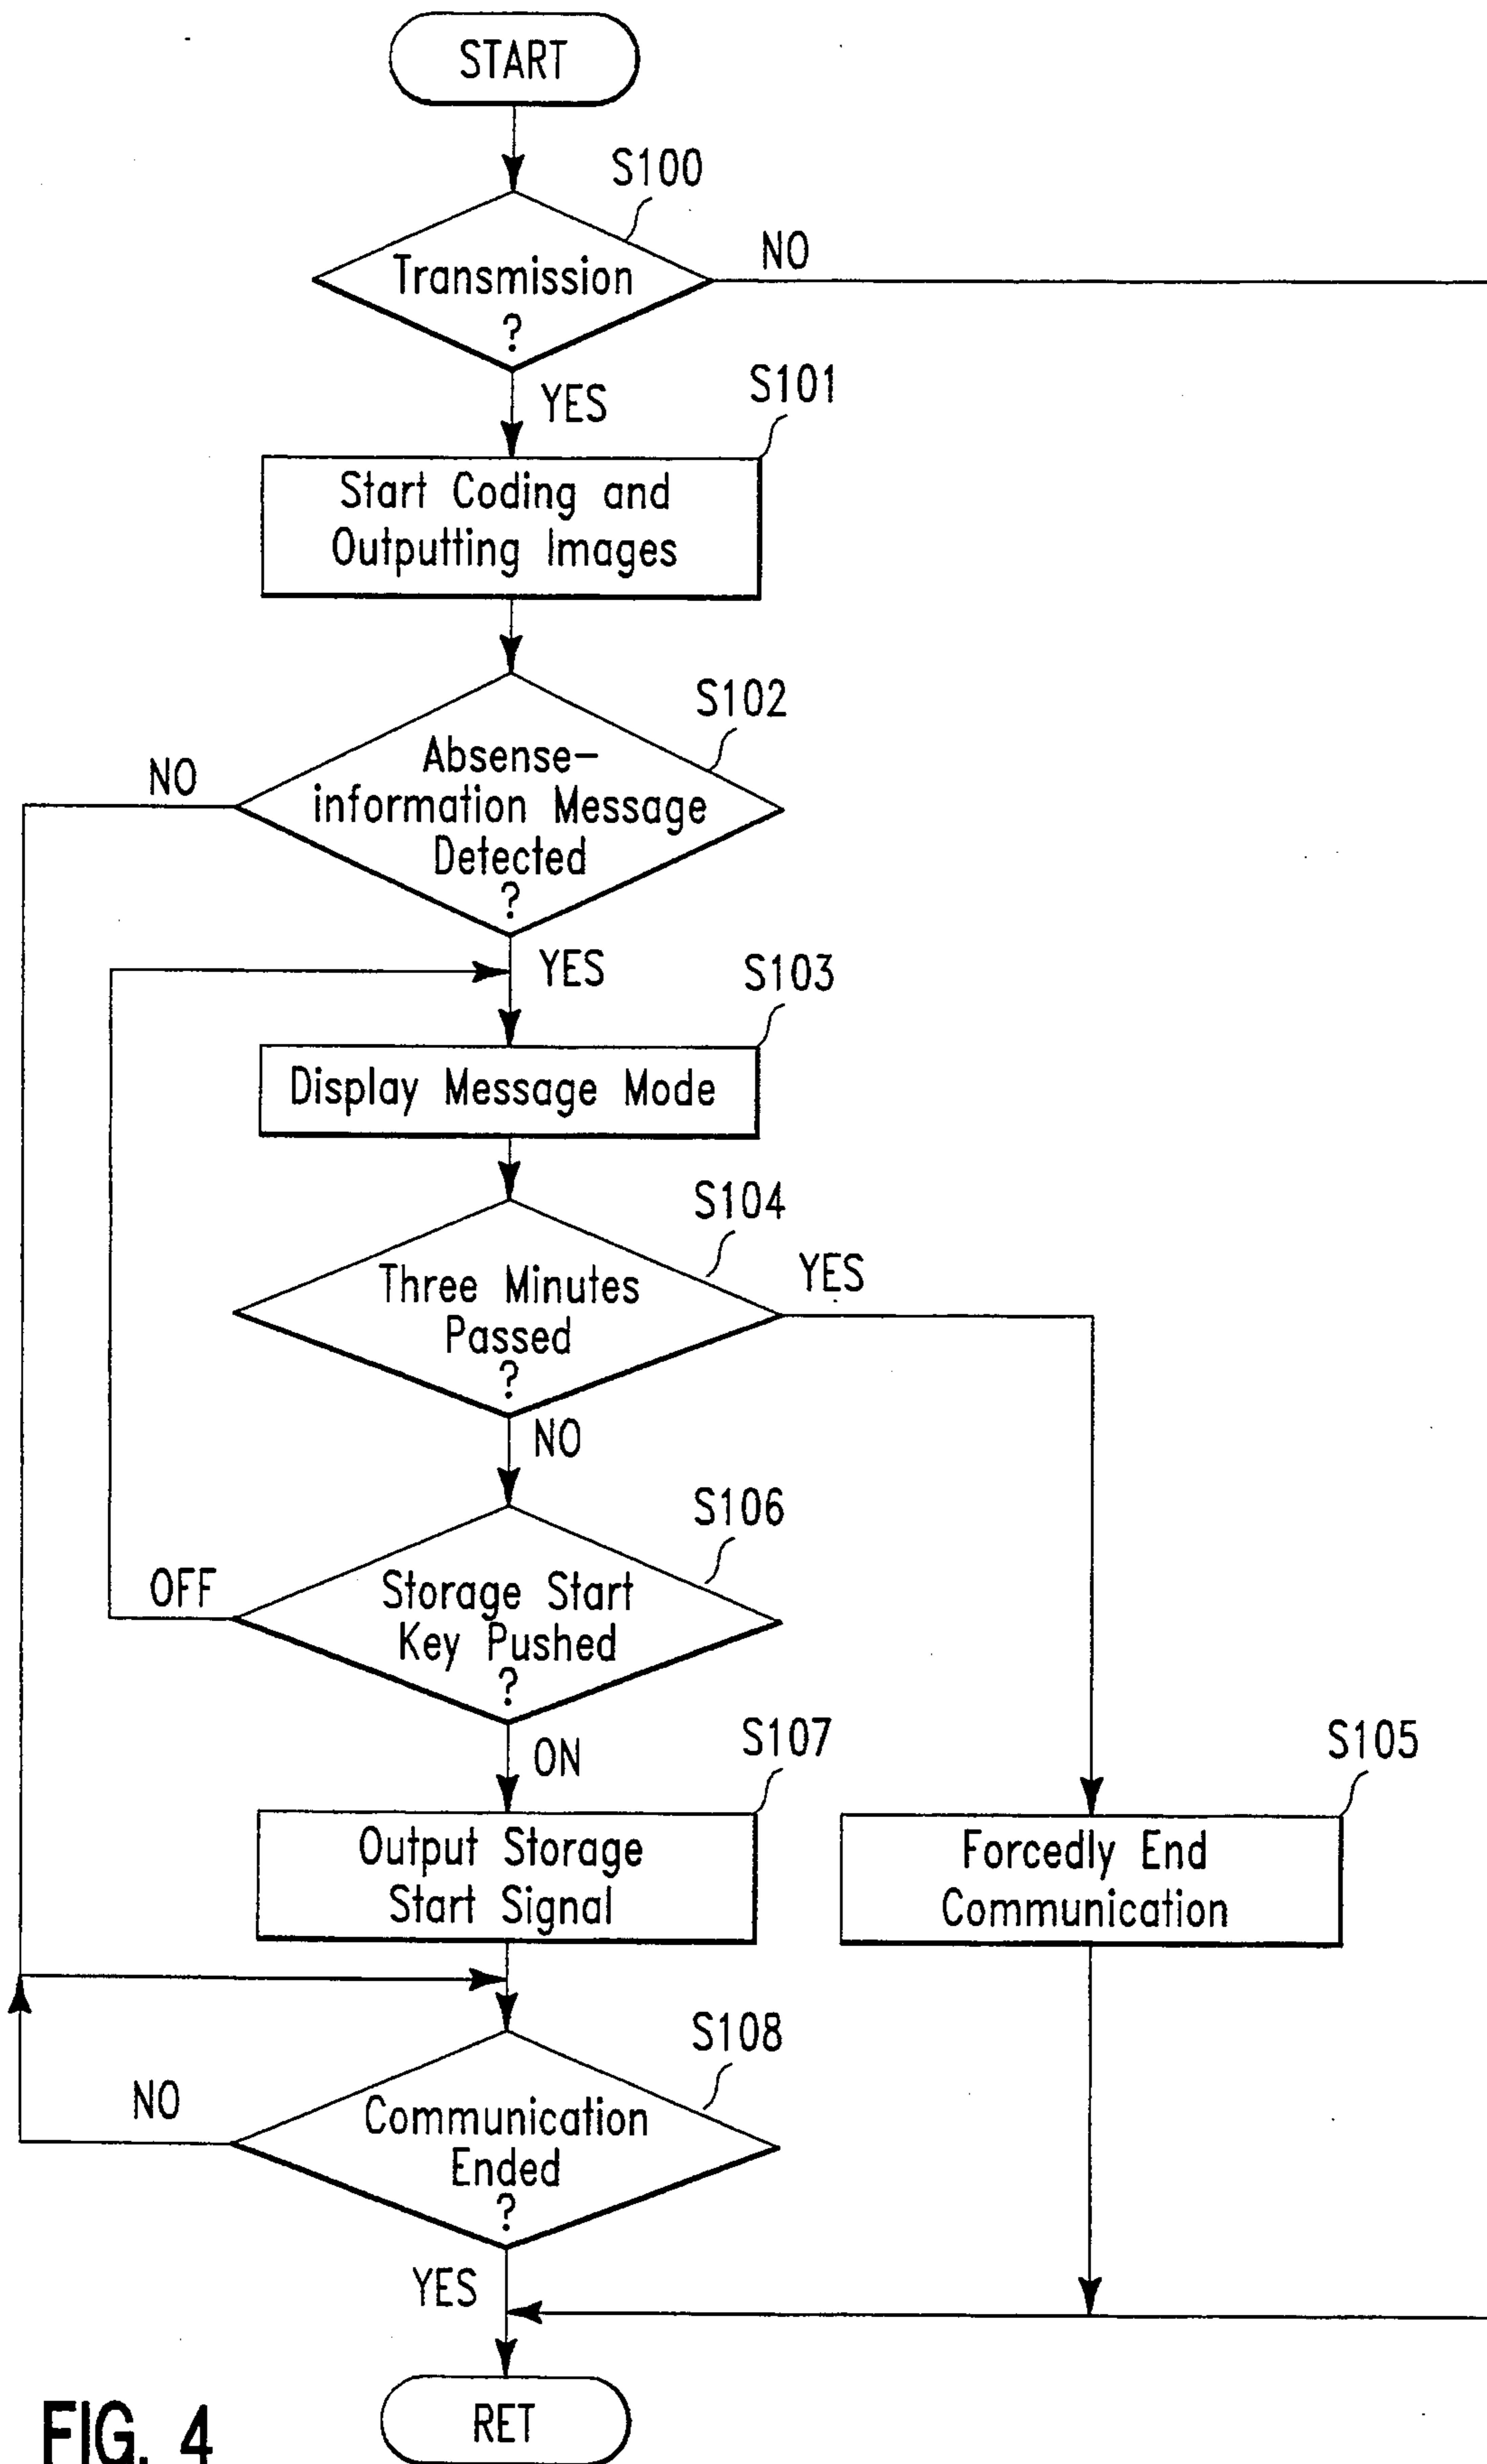 START
S100
Transmission
?
NO
YES
S101
Start Coding and
Outputting Images
S102
Absense-
information Message
Detected
?
NO
YES
S103
Display Message Mode
S104
Three Minutes
Passed
?
YES
NO
S106
Storage Start
Key Pushed
?
OFF
ON
S107
Output Storage
Start Signal
S105
Forcedly End
Communication
S108
Communication
Ended
?
NO
YES
RET
FIG. 4